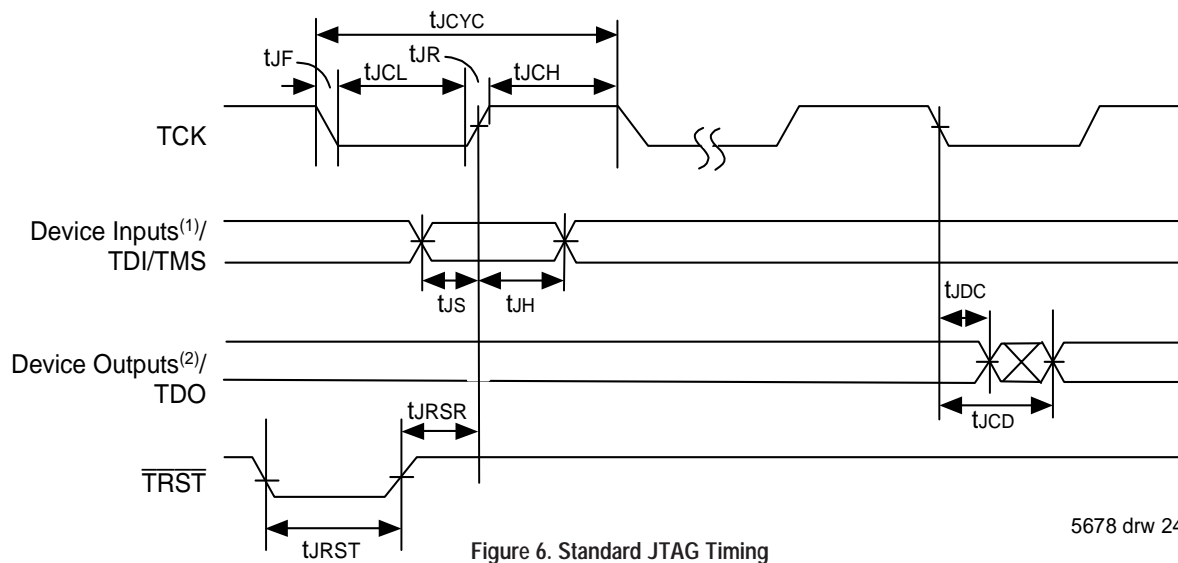 tJCYC
tJF
tJR
tJCL
tJCH
TCK
Device Inputs(1)/
TDI/TMS
tJS
tJH
tJDC
Device Outputs(2)/
TDO
tJRSR
tJCD
TRST
tJRST
5678 drw 24
Figure 6. Standard JTAG Timing